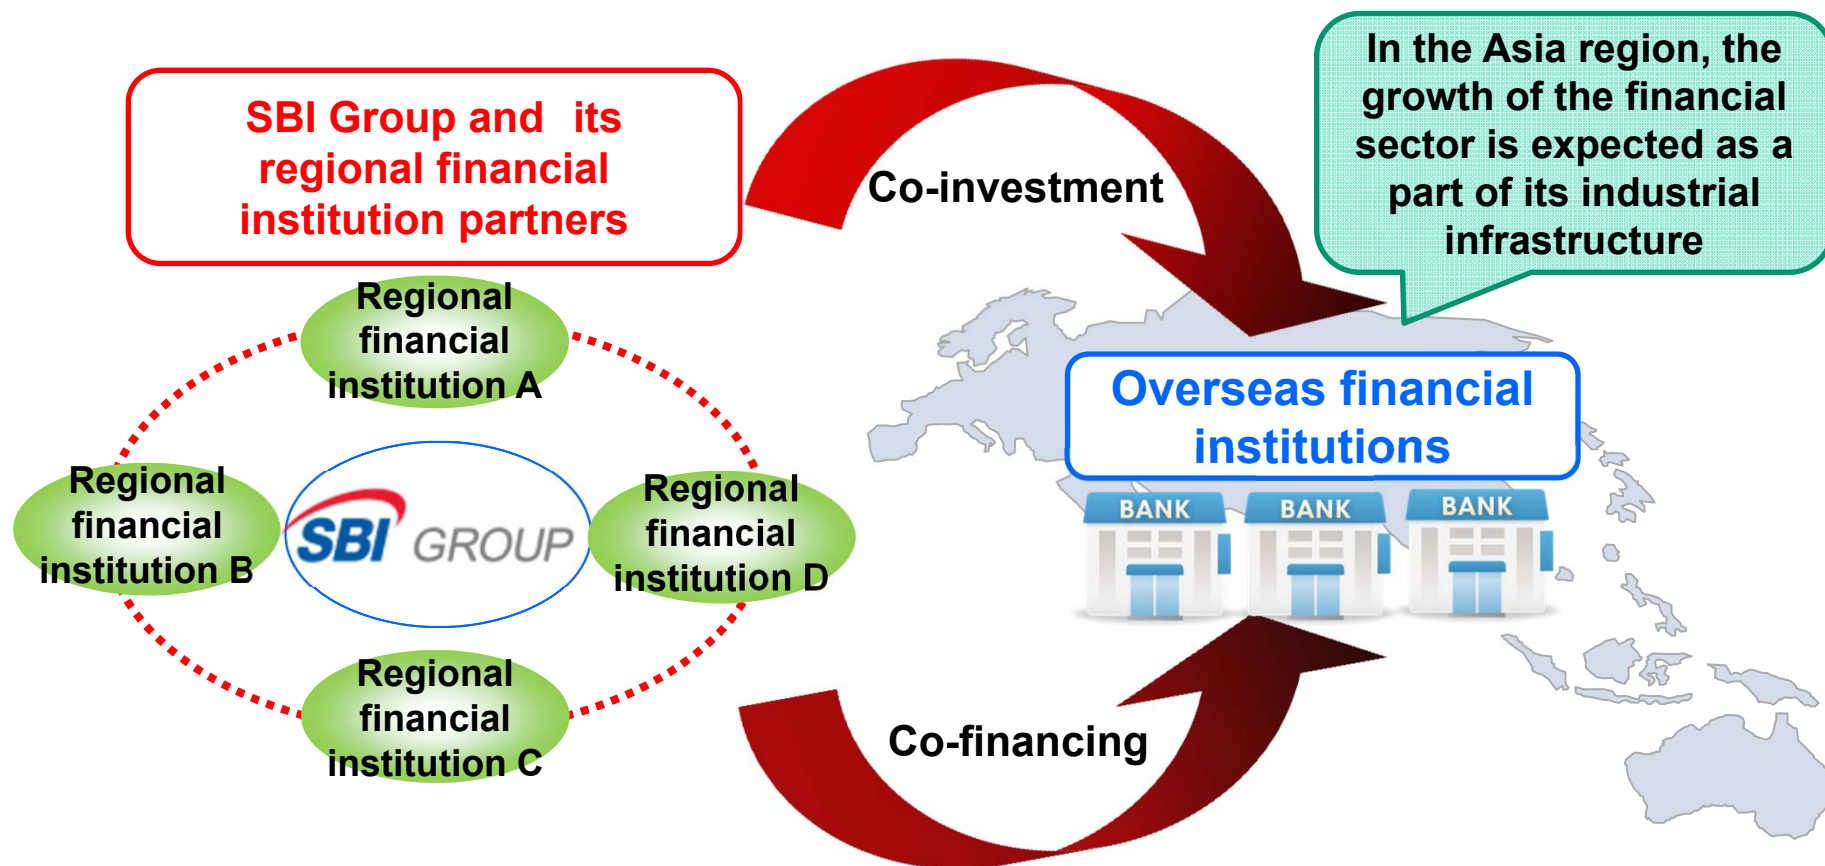 SBI Group and its
regional financial
institution partners
Co-investment
In the Asia region, the
growth of the financial
sector is expected as a
part of its industrial
infrastructure
Regional
financial
institution A
Regional
financial
institution B
SBI GROUP
Regional
financial
institution D
Regional
financial
institution C
Overseas financial
institutions
BANK
BANK
BANK
Co-financing